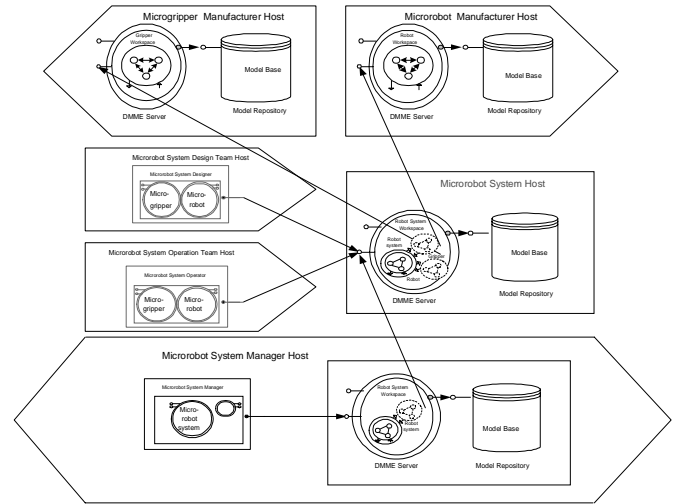 Microgripper Manufacturer Host
Gripper
Workspace
Model Base
DMME Server
Model Repository
Microrobot Manufacturer Host
Robot
Workspace
Model Base
DMME Server
Model Repository
Microrobot System Design Team Host
Microrobot System Designer
Micro-
gripper
Micro-
robot
Microrobot System Host
Robot System
Workspace
Robot
system
Gripper
Robot
DMME Server
Model Base
Model Repository
Microrobot System Operation Team Host
Microrobot System Operator
Micro-
gripper
Micro-
robot
Microrobot System Manager Host
Microrobot System Manager
Micro-
robot
system
Robot System
Workspace
Robot
system
DMME Server
Model Base
Model Repository